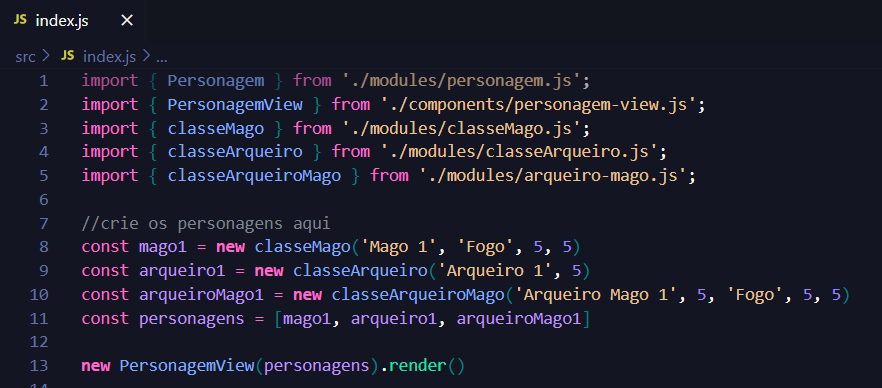 JS index.js ×
src > JS index.js > ...
1 import { Personagem } from './modules/personagem.js';
2 import { PersonagemView } from './components/personagem-view.js';
3 import { classeMago } from './modules/classeMago.js';
4 import { classeArqueiro } from './modules/classeArqueiro.js';
5 import { classeArqueiroMago } from './modules/arqueiro-mago.js';
6
7 //crie os personagens aqui
8 const mago1 = new classeMago('Mago 1', 'Fogo', 5, 5)
9 const arqueiro1 = new classeArqueiro('Arqueiro 1', 5)
10 const arqueiroMago1 = new classeArqueiroMago('Arqueiro Mago 1', 5, 'Fogo', 5, 5)
11 const personagens = [mago1, arqueiro1, arqueiroMago1]
12
13 new PersonagemView(personagens).render()
14